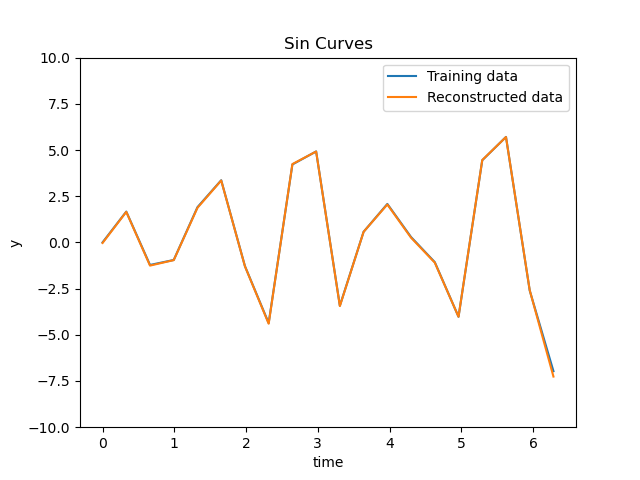 Sin Curves
Training data
Reconstructed data
10.0
7.5
5.0
2.5
0.0
−2.5
−5.0
−7.5
−10.0
y
0 1 2 3 4 5 6
time